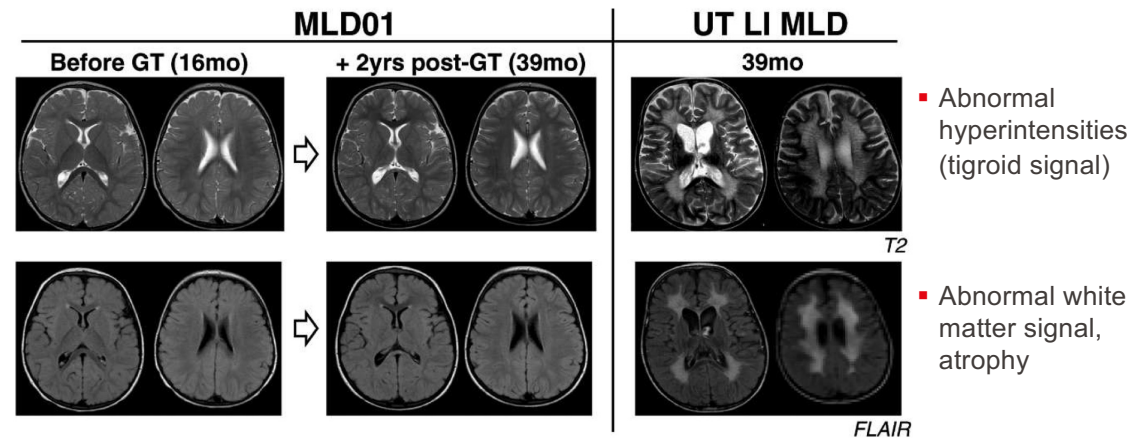 MLD01
UT LI MLD
Before GT (16mo)
+ 2yrs post-GT (39mo)
39mo
▪ Abnormal
hyperintensities
(tigroid signal)
T2
▪ Abnormal white
matter signal,
atrophy
FLAIR